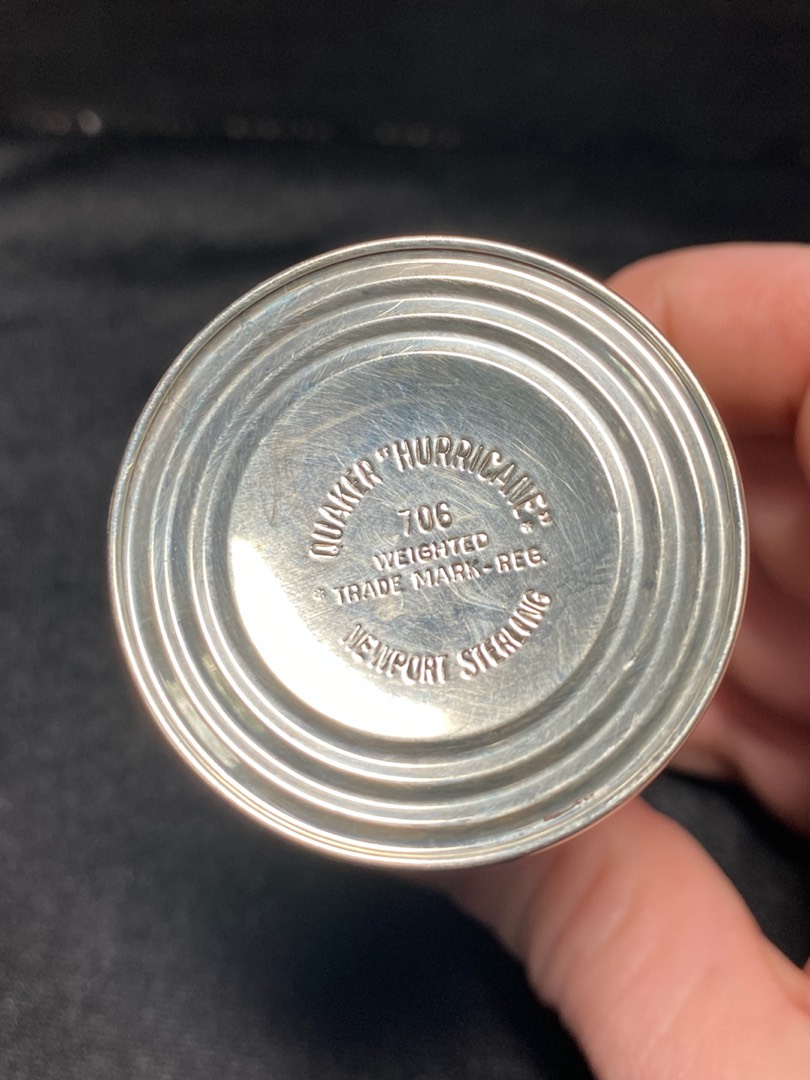 QUAKER "HURRICANE" *
706
WEIGHTED
* TRADE MARK-REG.
NEWPORT STERLING